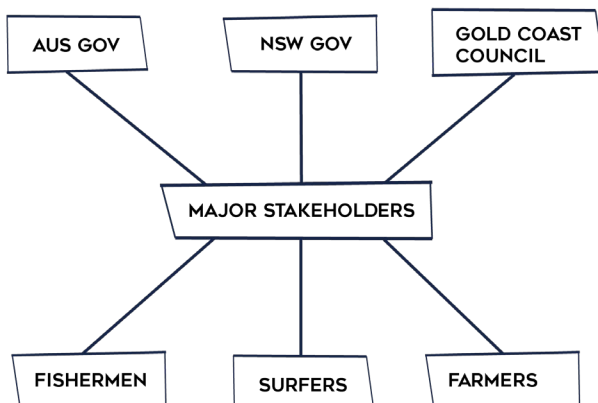 AUS GOV
NSW GOV
GOLD COAST
COUNCIL
MAJOR STAKEHOLDERS
FISHERMEN
SURFERS
FARMERS